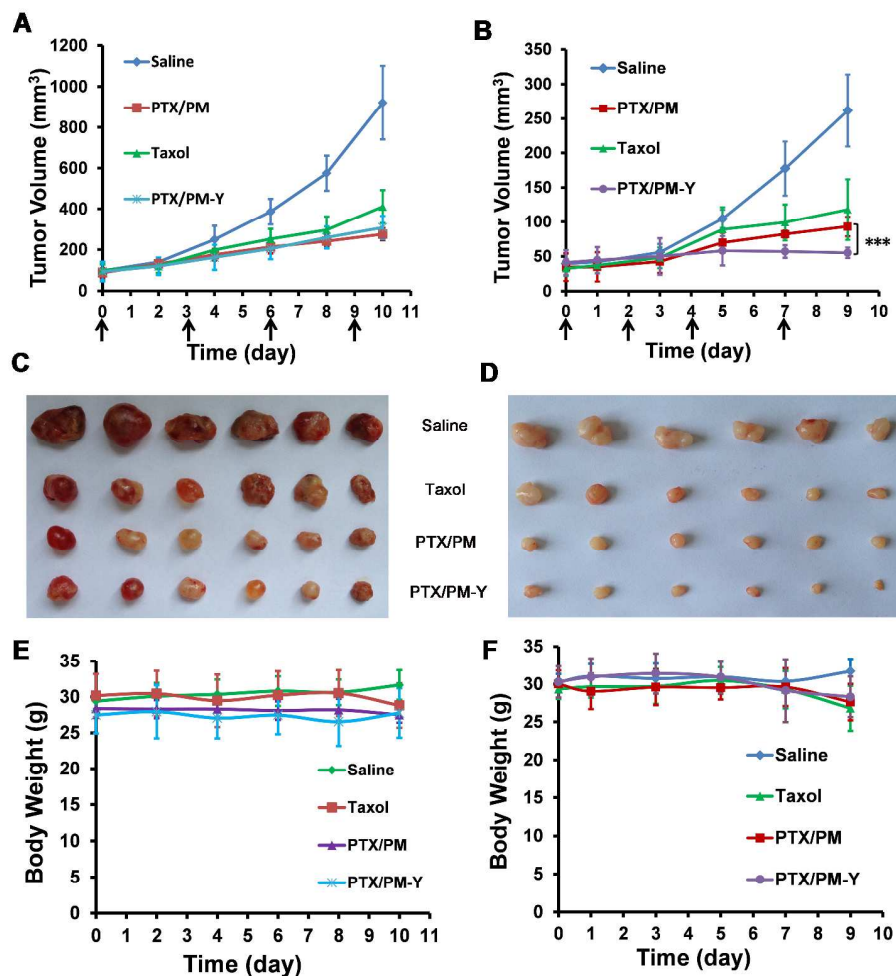 A
Tumor Volume (mm³)
1200
1000
800
600
400
200
0
Saline
PTX/PM
Taxol
PTX/PM-Y
0 1 2 3 4 5 6 7 8 9 10 11
Time (day)
B
Tumor Volume (mm³)
350
300
250
200
150
100
50
0
Saline
PTX/PM
Taxol
PTX/PM-Y
***
0 1 2 3 4 5 6 7 8 9 10
Time (day)
C
D
Saline
Taxol
PTX/PM
PTX/PM-Y
E
Body Weight (g)
35
30
25
20
15
10
5
0
Saline
Taxol
PTX/PM
PTX/PM-Y
0 1 2 3 4 5 6 7 8 9 10 11
Time (day)
F
Body Weight (g)
35
30
25
20
15
10
5
0
Saline
Taxol
PTX/PM
PTX/PM-Y
0 1 2 3 4 5 6 7 8 9 10
Time (day)